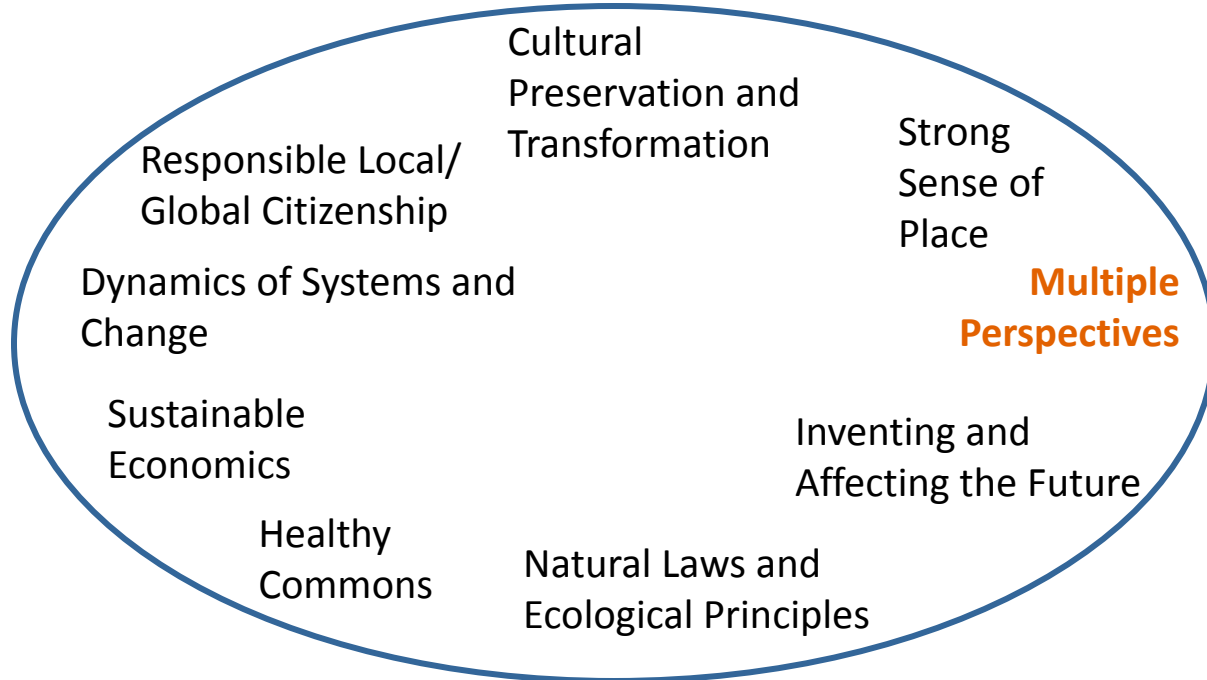 Cultural
Preservation and
Transformation
Strong
Sense of
Place
Responsible Local/
Global Citizenship
Multiple
Perspectives
Dynamics of Systems and
Change
Sustainable
Economics
Inventing and
Affecting the Future
Healthy
Commons
Natural Laws and
Ecological Principles